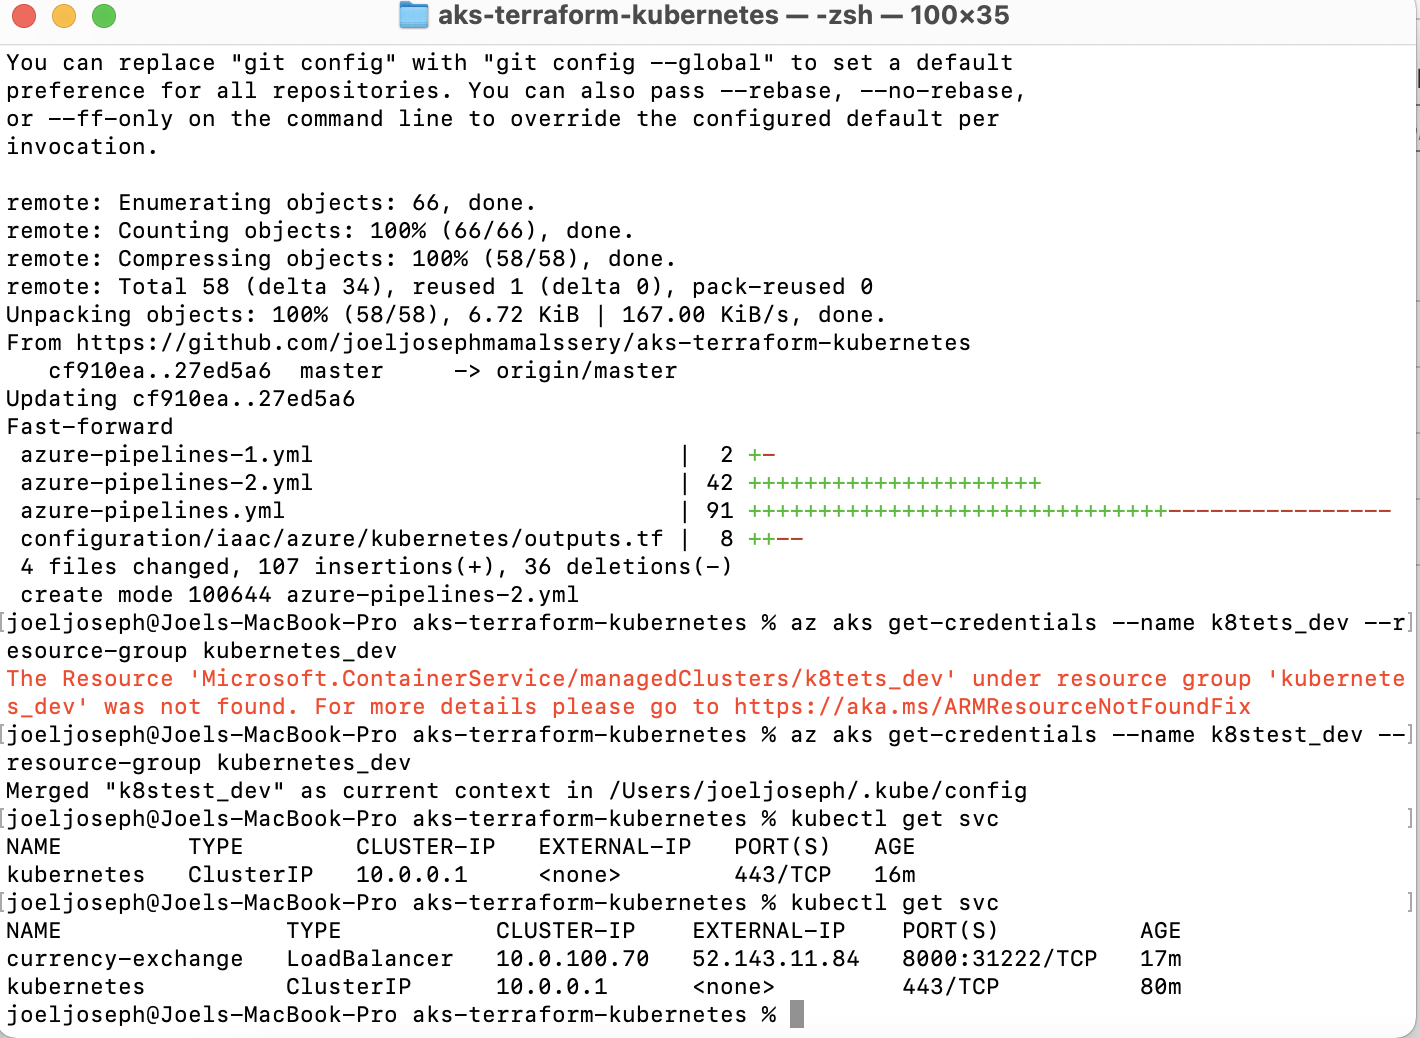 aks-terraform-kubernetes — -zsh — 100×35
You can replace "git config" with "git config --global" to set a default
preference for all repositories. You can also pass --rebase, --no-rebase,
or --ff-only on the command line to override the configured default per
invocation.
remote: Enumerating objects: 66, done.
remote: Counting objects: 100% (66/66), done.
remote: Compressing objects: 100% (58/58), done.
remote: Total 58 (delta 34), reused 1 (delta 0), pack-reused 0
Unpacking objects: 100% (58/58), 6.72 KiB | 167.00 KiB/s, done.
From https://github.com/joeljosephmamalssery/aks-terraform-kubernetes
   cf910ea..27ed5a6  master     -> origin/master
Updating cf910ea..27ed5a6
Fast-forward
 azure-pipelines-1.yml                          |  2 +-
 azure-pipelines-2.yml                          | 42 +++++++++++++++++++++
 azure-pipelines.yml                            | 91 ++++++++++++++++++++++++++++++----------------
 configuration/iaac/azure/kubernetes/outputs.tf |  8 ++--
 4 files changed, 107 insertions(+), 36 deletions(-)
 create mode 100644 azure-pipelines-2.yml
[joeljoseph@Joels-MacBook-Pro aks-terraform-kubernetes % az aks get-credentials --name k8tets_dev --r]
esource-group kubernetes_dev
The Resource 'Microsoft.ContainerService/managedClusters/k8tets_dev' under resource group 'kubernete
s_dev' was not found. For more details please go to https://aka.ms/ARMResourceNotFoundFix
[joeljoseph@Joels-MacBook-Pro aks-terraform-kubernetes % az aks get-credentials --name k8stest_dev --]
resource-group kubernetes_dev
Merged "k8stest_dev" as current context in /Users/joeljoseph/.kube/config
[joeljoseph@Joels-MacBook-Pro aks-terraform-kubernetes % kubectl get svc ]
NAME         TYPE        CLUSTER-IP   EXTERNAL-IP   PORT(S)   AGE
kubernetes   ClusterIP   10.0.0.1     <none>        443/TCP   16m
[joeljoseph@Joels-MacBook-Pro aks-terraform-kubernetes % kubectl get svc ]
NAME                TYPE           CLUSTER-IP    EXTERNAL-IP    PORT(S)          AGE
currency-exchange   LoadBalancer   10.0.100.70   52.143.11.84   8000:31222/TCP   17m
kubernetes          ClusterIP      10.0.0.1      <none>         443/TCP          80m
joeljoseph@Joels-MacBook-Pro aks-terraform-kubernetes %